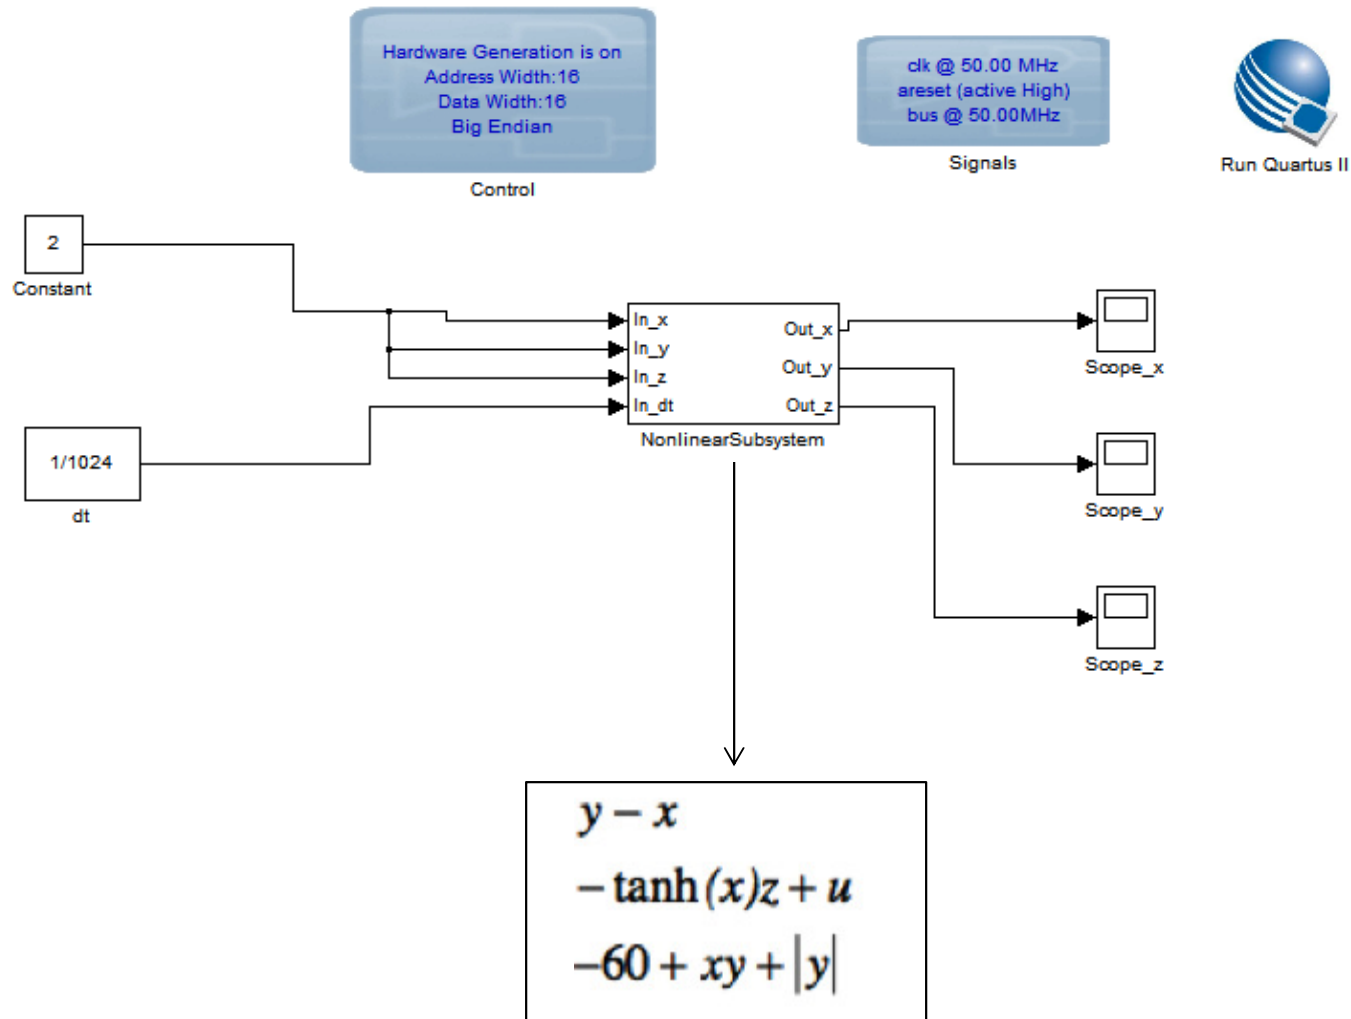 Hardware Generation is on
Address Width:16
Data Width:16
Big Endian
Control
clk @ 50.00 MHz
areset (active High)
bus @ 50.00MHz
Signals
Run Quartus II
2
Constant
1/1024
dt
In_x
In_y
In_z
In_dt
Out_x
Out_y
Out_z
NonlinearSubsystem
Scope_x
Scope_y
Scope_z
y − x
− tanh(x)z + u
−60 + xy + |y|